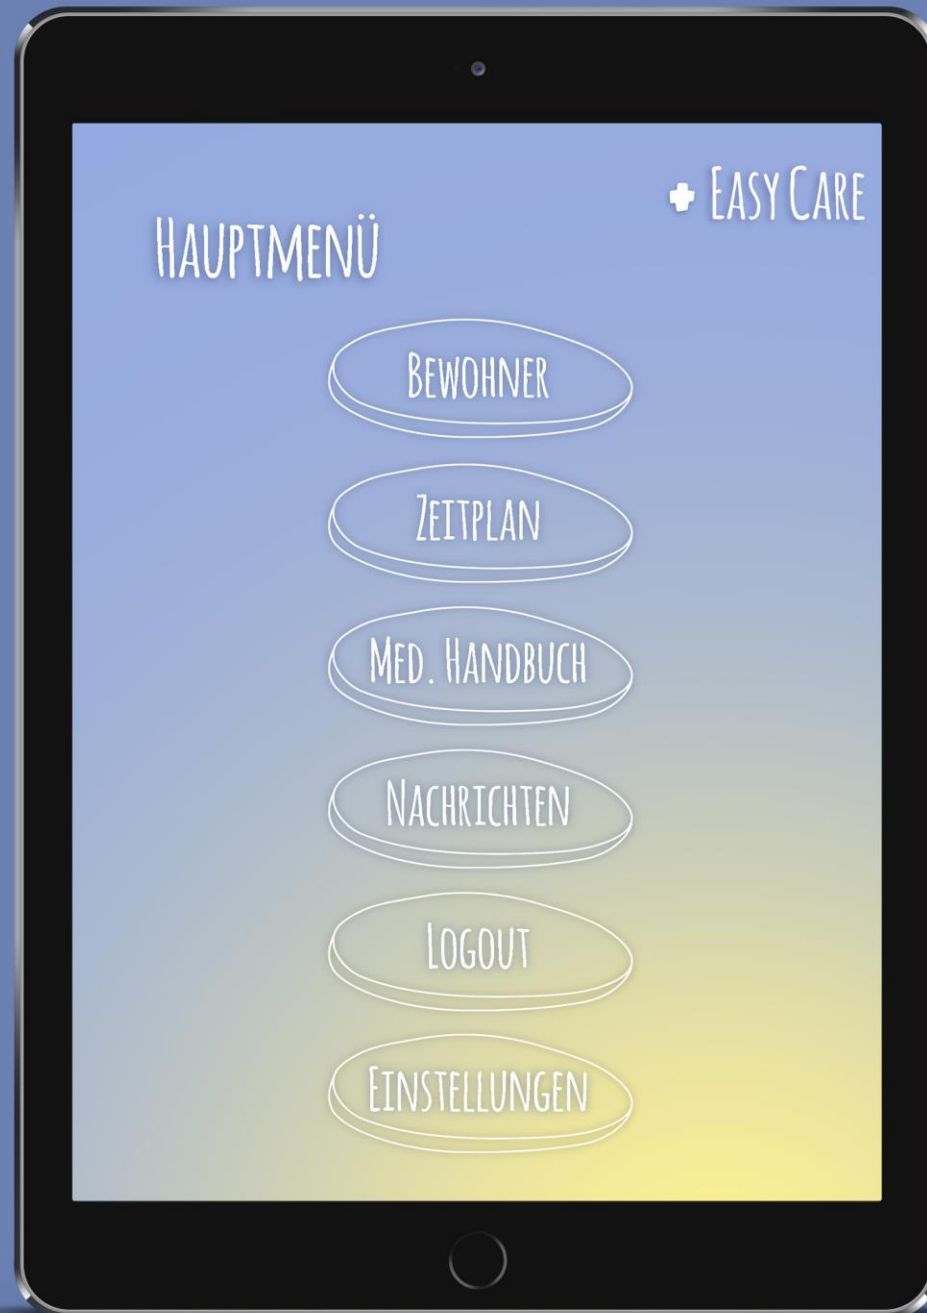 ✚ Easy Care
Hauptmenü
Bewohner
Zeitplan
Med. Handbuch
Nachrichten
Logout
Einstellungen